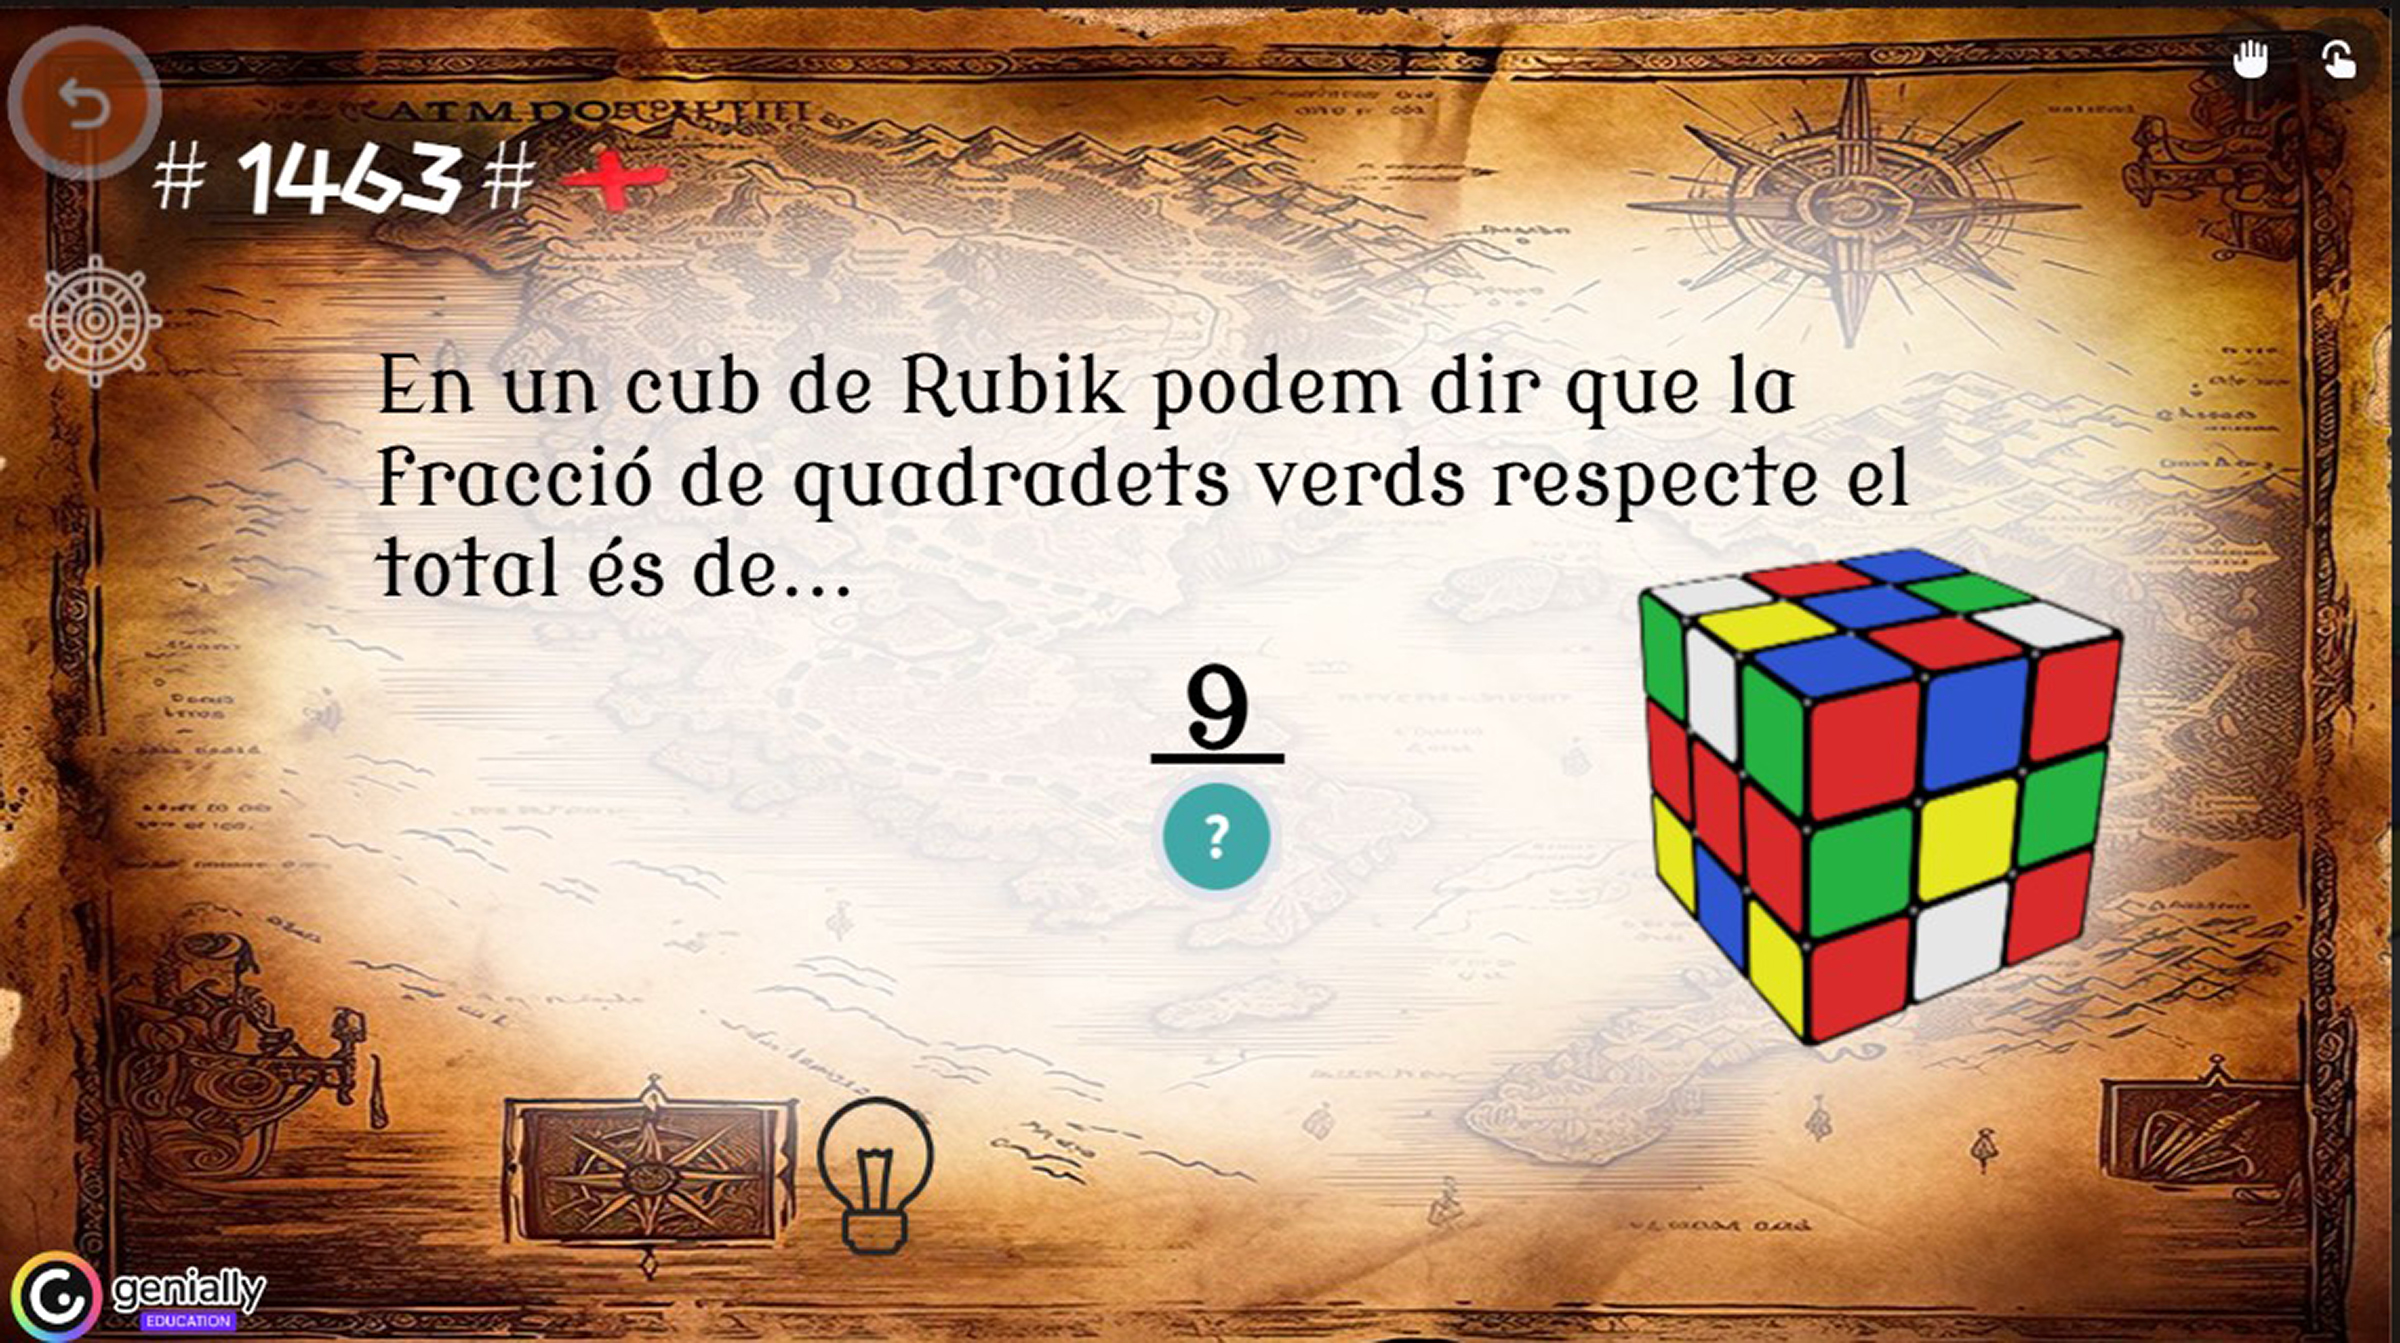 # 1463 #
En un cub de Rubik podem dir que la
fracció de quadradets verds respecte el
total és de...
9
?
genially
EDUCATION